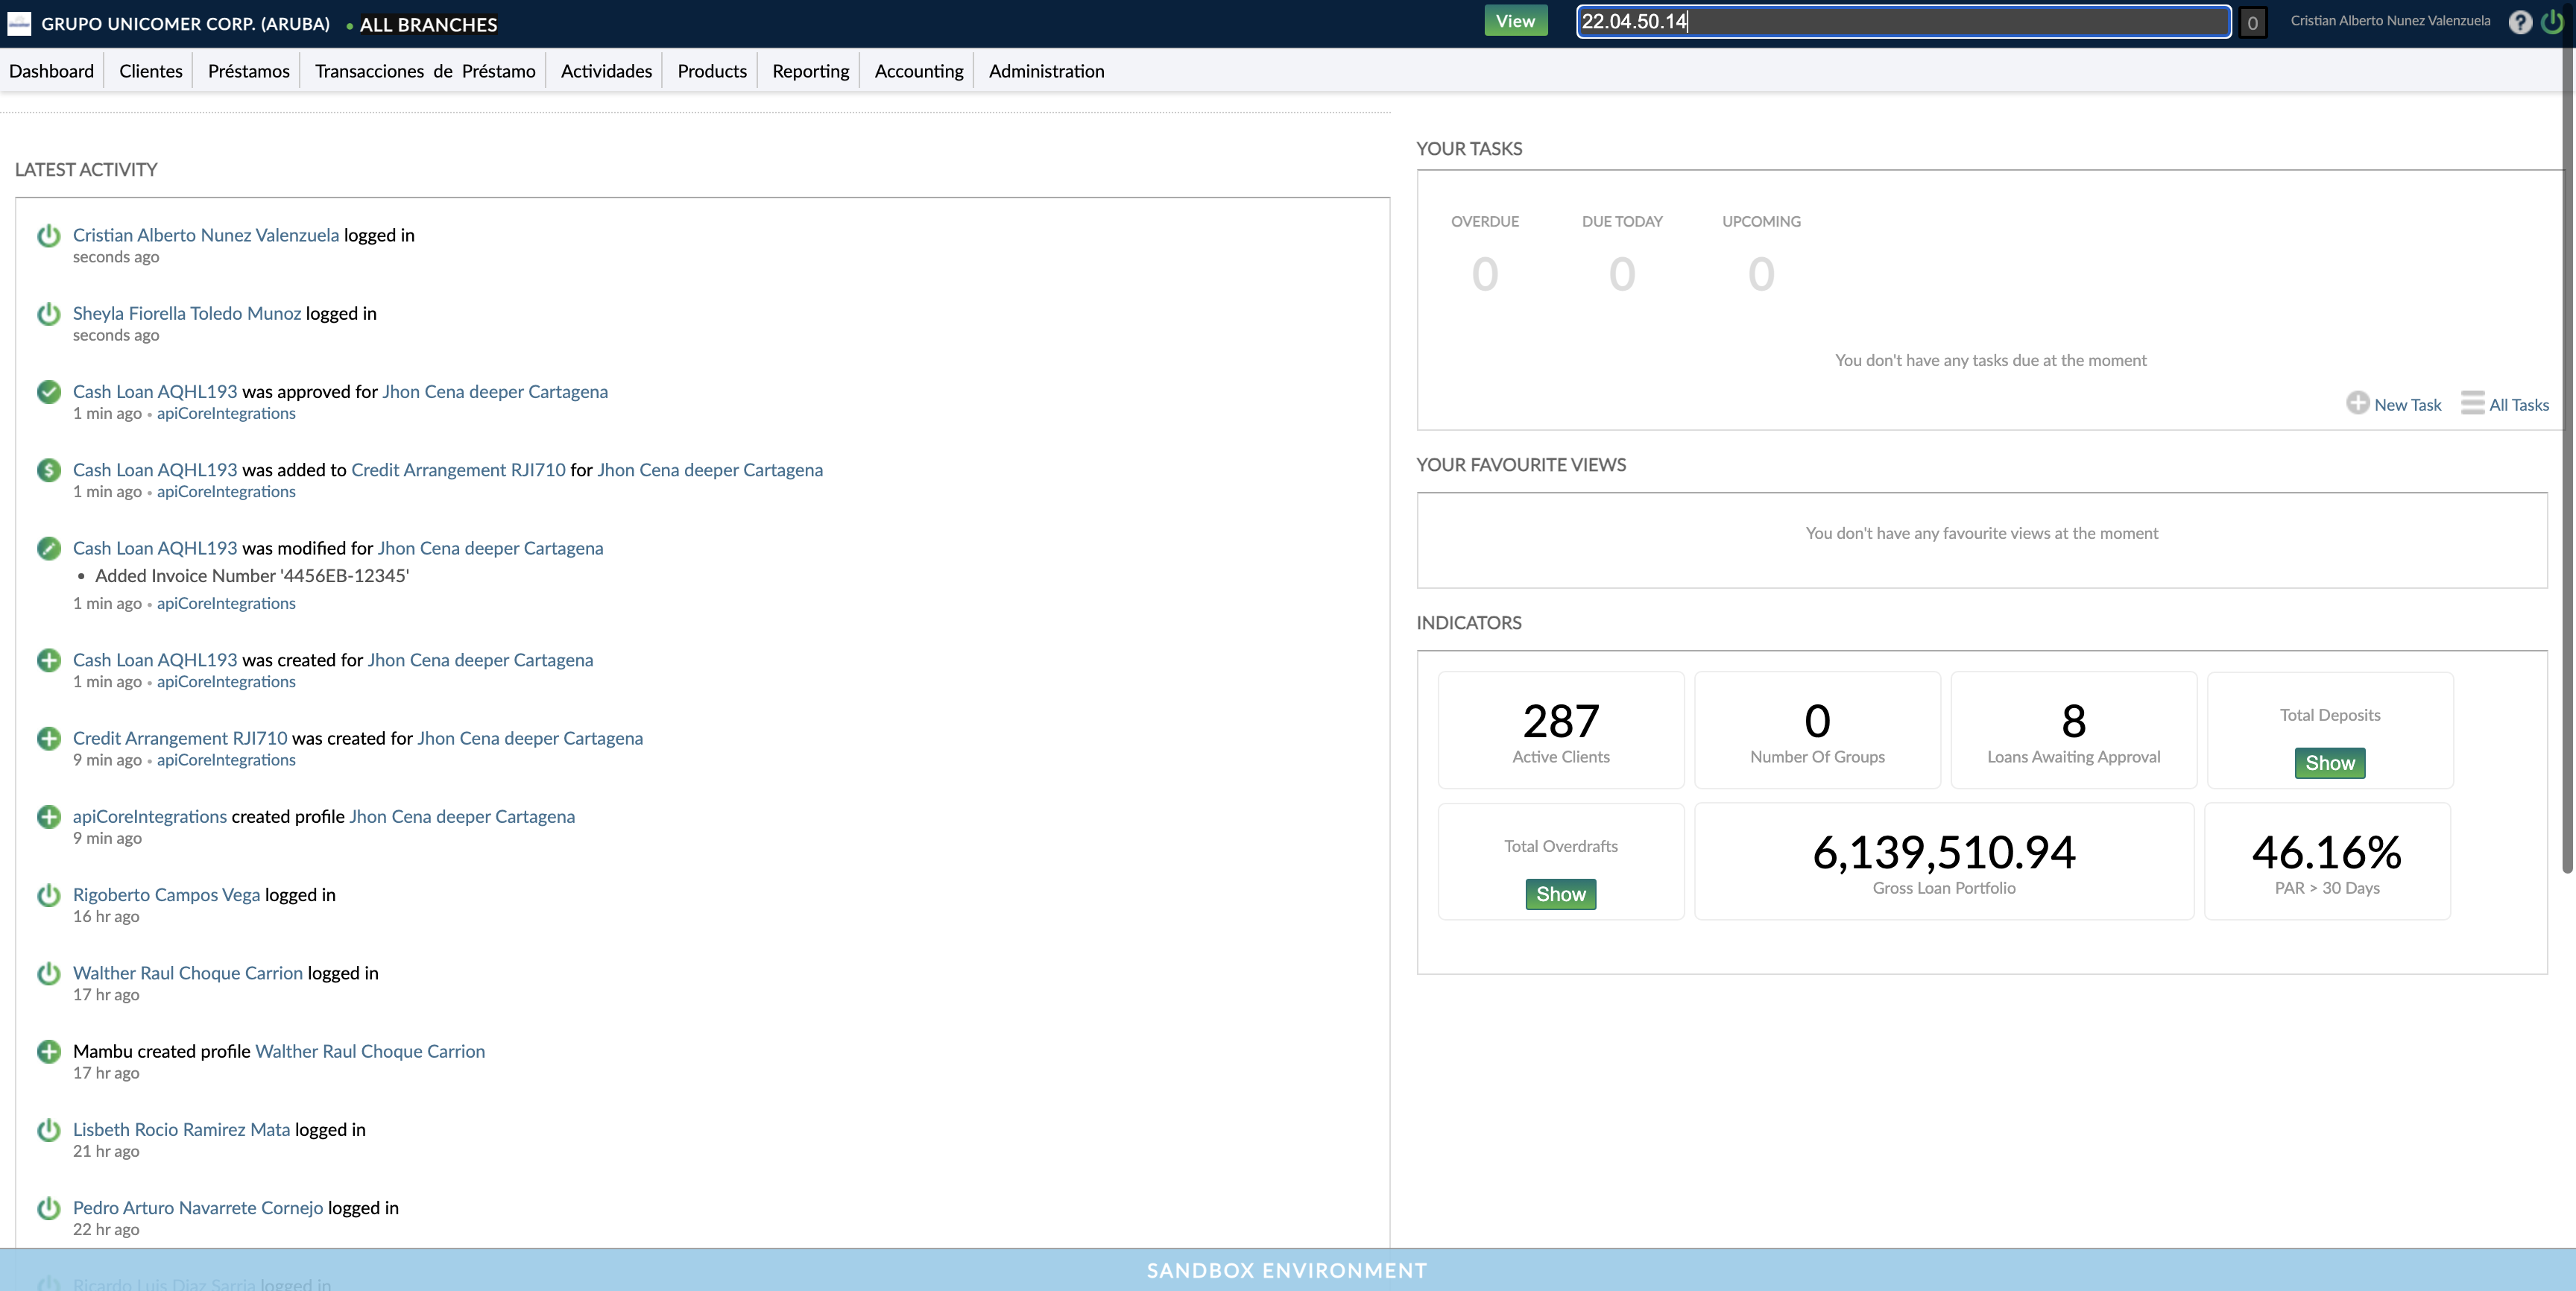 GRUPO UNICOMER CORP. (ARUBA) • ALL BRANCHES
View
22.04.50.14
0
Cristian Alberto Nunez Valenzuela
?
Dashboard
Clientes
Préstamos
Transacciones de Préstamo
Actividades
Products
Reporting
Accounting
Administration
LATEST ACTIVITY
Cristian Alberto Nunez Valenzuela logged in
seconds ago
Sheyla Fiorella Toledo Munoz logged in
seconds ago
Cash Loan AQHL193 was approved for Jhon Cena deeper Cartagena
1 min ago • apiCoreIntegrations
Cash Loan AQHL193 was added to Credit Arrangement RJI710 for Jhon Cena deeper Cartagena
1 min ago • apiCoreIntegrations
Cash Loan AQHL193 was modified for Jhon Cena deeper Cartagena
• Added Invoice Number '4456EB-12345'
1 min ago • apiCoreIntegrations
Cash Loan AQHL193 was created for Jhon Cena deeper Cartagena
1 min ago • apiCoreIntegrations
Credit Arrangement RJI710 was created for Jhon Cena deeper Cartagena
9 min ago • apiCoreIntegrations
apiCoreIntegrations created profile Jhon Cena deeper Cartagena
9 min ago
Rigoberto Campos Vega logged in
16 hr ago
Walther Raul Choque Carrion logged in
17 hr ago
Mambu created profile Walther Raul Choque Carrion
17 hr ago
Lisbeth Rocio Ramirez Mata logged in
21 hr ago
Pedro Arturo Navarrete Cornejo logged in
22 hr ago
Ricardo Luis Diaz Sarria logged in
YOUR TASKS
OVERDUE
DUE TODAY
UPCOMING
0
0
0
You don't have any tasks due at the moment
New Task
All Tasks
YOUR FAVOURITE VIEWS
You don't have any favourite views at the moment
INDICATORS
287
Active Clients
0
Number Of Groups
8
Loans Awaiting Approval
Total Deposits
Show
Total Overdrafts
Show
6,139,510.94
Gross Loan Portfolio
46.16%
PAR > 30 Days
SANDBOX ENVIRONMENT